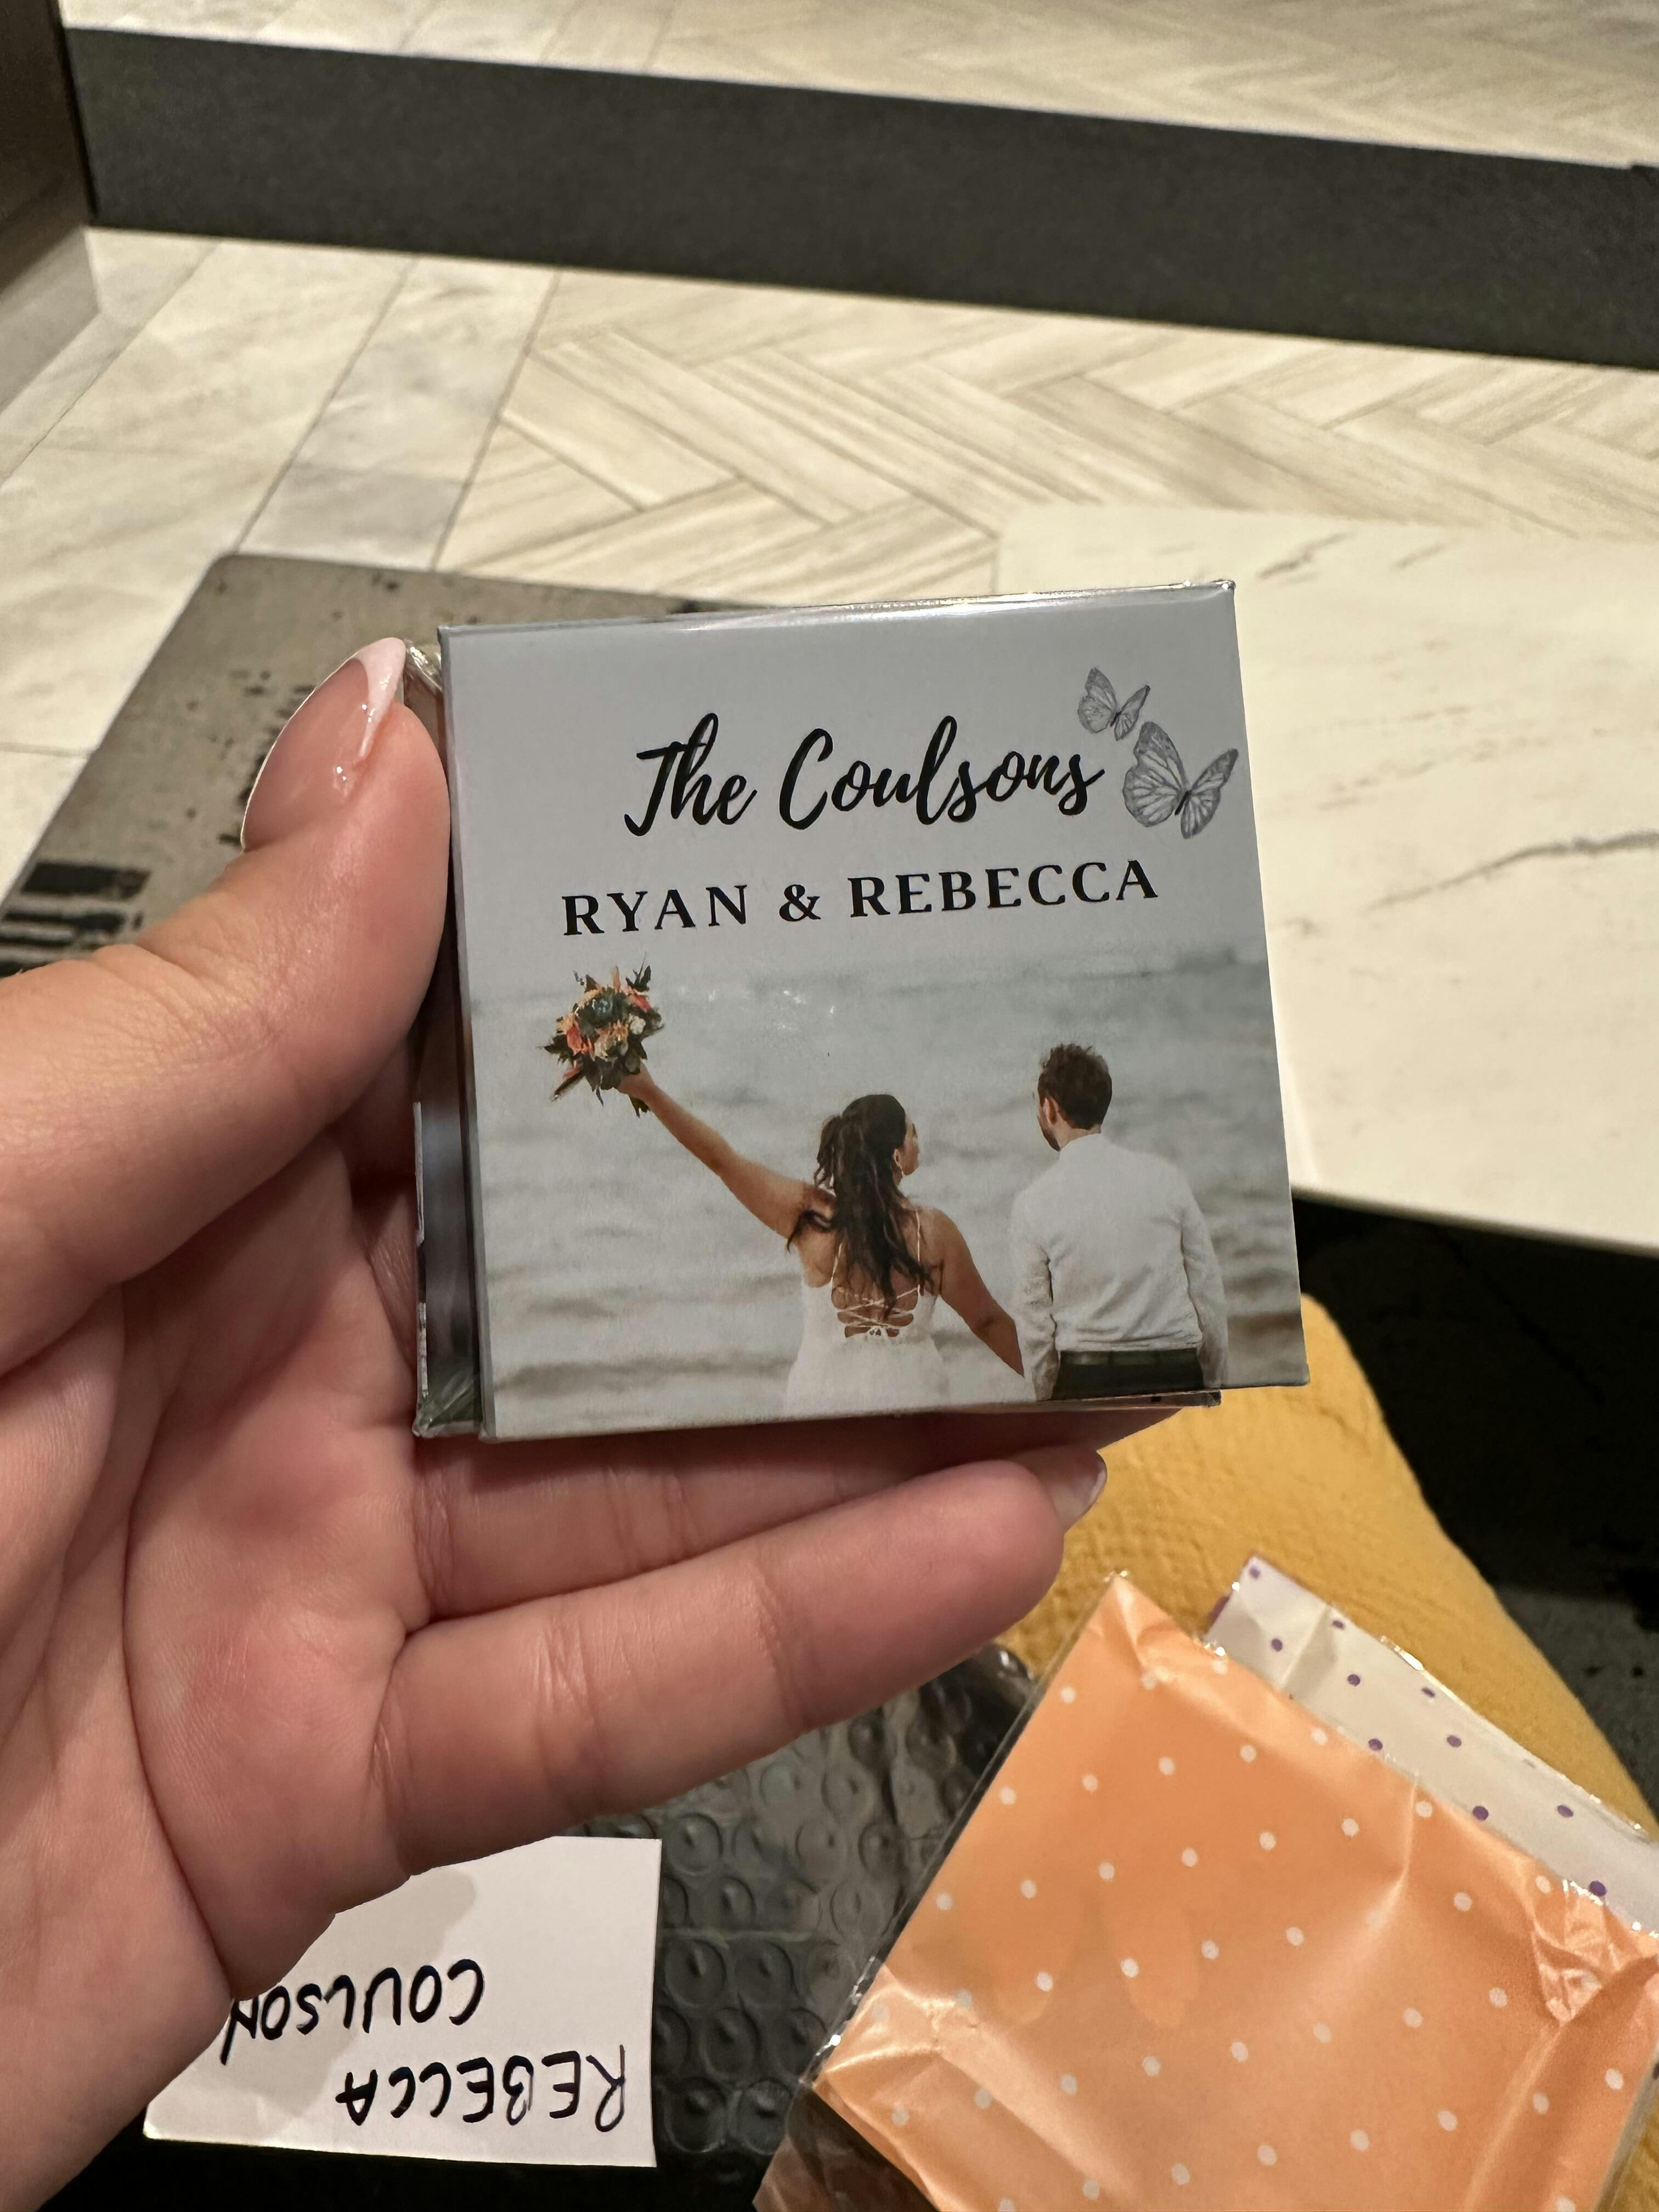 The Coulsons
RYAN & REBECCA
REBECCA
COULSON